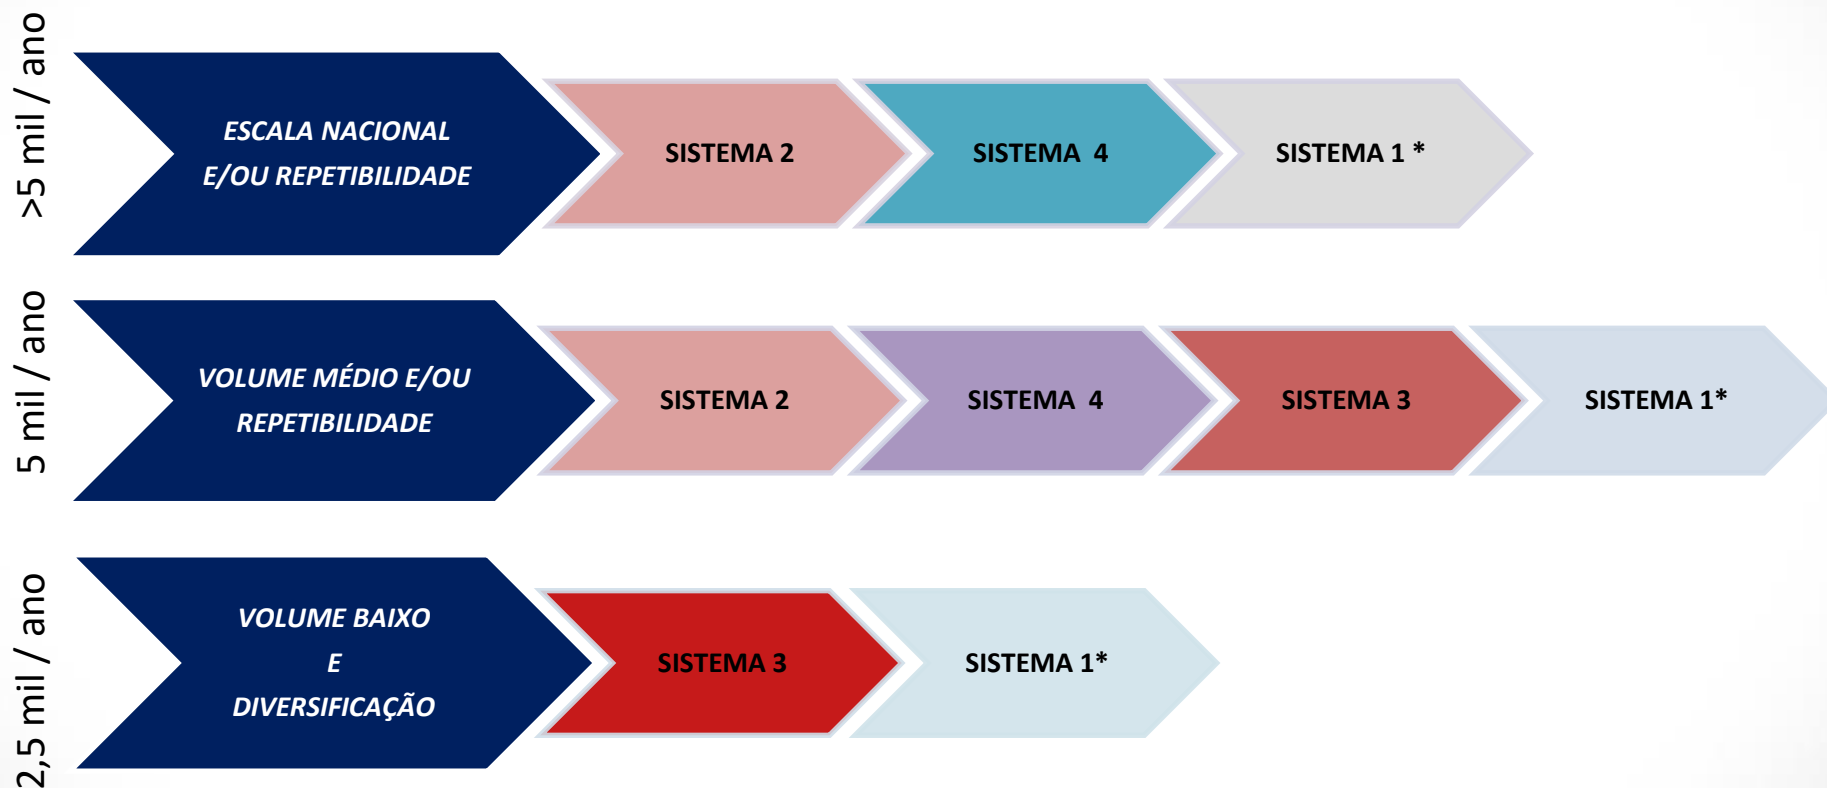 >5 mil / ano
ESCALA NACIONAL
E/OU REPETIBILIDADE
SISTEMA 2
SISTEMA 4
SISTEMA 1 *
5 mil / ano
VOLUME MÉDIO E/OU
REPETIBILIDADE
SISTEMA 2
SISTEMA 4
SISTEMA 3
SISTEMA 1*
2,5 mil / ano
VOLUME BAIXO
E
DIVERSIFICAÇÃO
SISTEMA 3
SISTEMA 1*